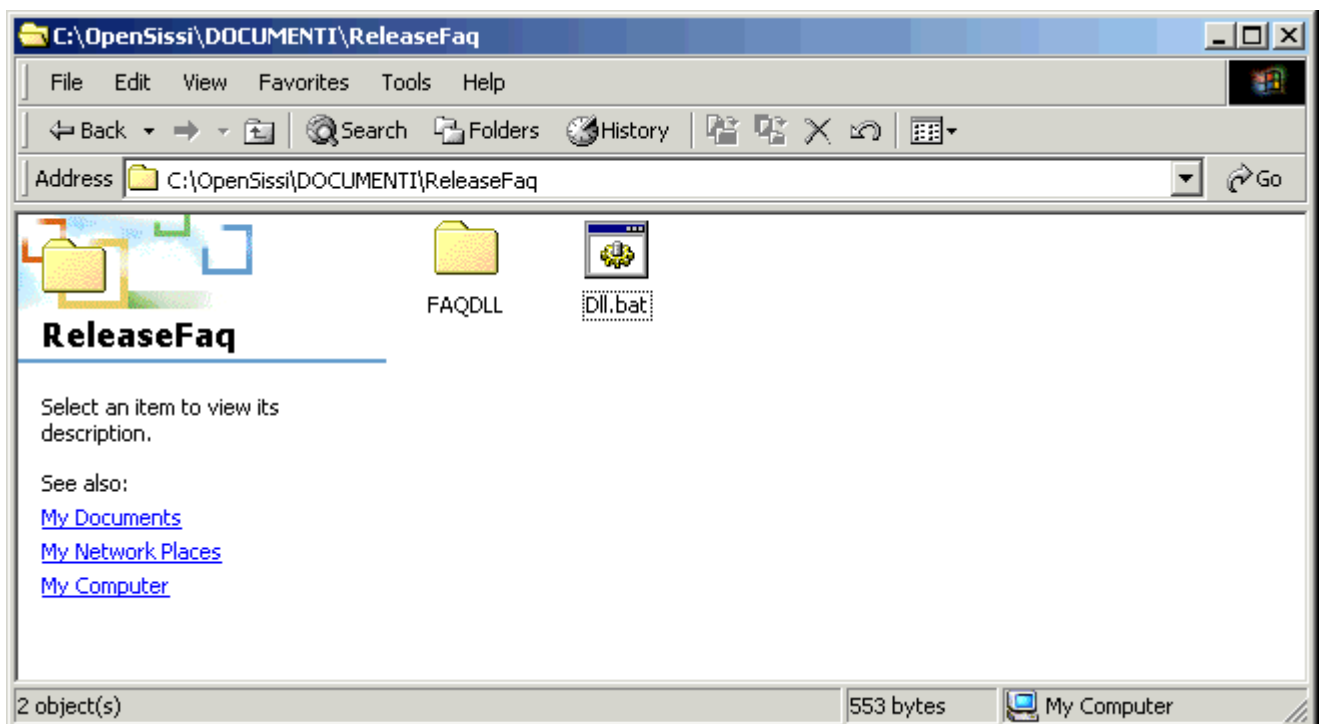 C:\OpenSissi\DOCUMENTI\ReleaseFaq
File Edit View Favorites Tools Help
Back Search Folders History
Address C:\OpenSissi\DOCUMENTI\ReleaseFaq Go
FAQDLL Dll.bat
ReleaseFaq
Select an item to view its
description.
See also:
My Documents
My Network Places
My Computer
2 object(s) 553 bytes My Computer